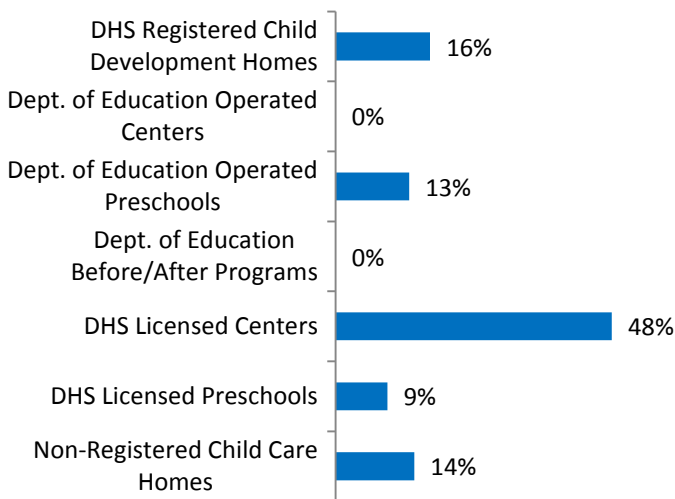 DHS Registered Child
Development Homes
16%
Dept. of Education Operated
Centers
0%
Dept. of Education Operated
Preschools
13%
Dept. of Education
Before/After Programs
0%
DHS Licensed Centers
48%
DHS Licensed Preschools
9%
Non-Registered Child Care
Homes
14%